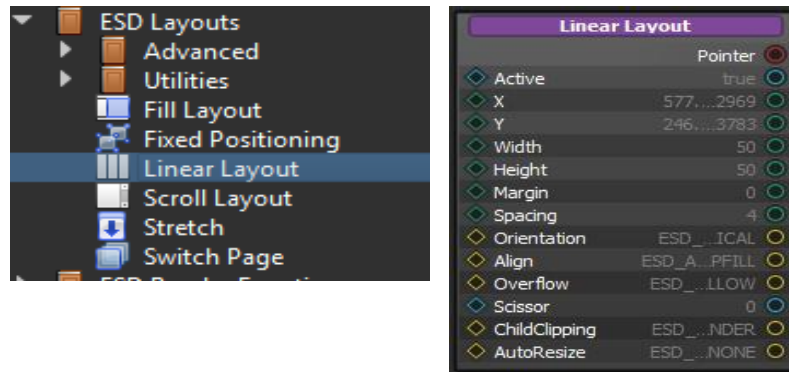 ESD Layouts
Advanced
Utilities
Fill Layout
Fixed Positioning
Linear Layout
Scroll Layout
Stretch
Switch Page
Linear Layout
Pointer
Active true
X 577....2969
Y 246....3783
Width 50
Height 50
Margin 0
Spacing 4
Orientation ESD_...ICAL
Align ESD_A...PFILL
Overflow ESD_...LLOW
Scissor 0
ChildClipping ESD_...NDER
AutoResize ESD_...NONE